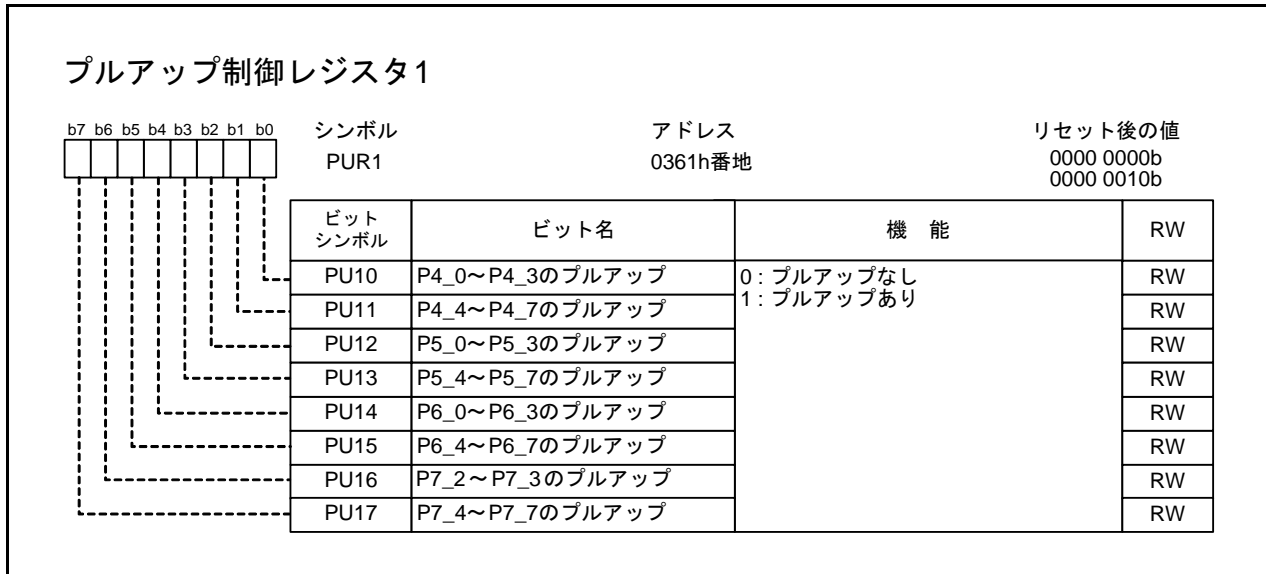 プルアップ制御レジスタ1
b7 b6 b5 b4 b3 b2 b1 b0
シンボル アドレス リセット後の値
PUR1 0361h番地 0000 0000b
0000 0010b
ビット
シンボル ビット名 機 能 RW
PU10 P4_0～P4_3のプルアップ 0 : プルアップなし RW
1 : プルアップあり
PU11 P4_4～P4_7のプルアップ RW
PU12 P5_0～P5_3のプルアップ RW
PU13 P5_4～P5_7のプルアップ RW
PU14 P6_0～P6_3のプルアップ RW
PU15 P6_4～P6_7のプルアップ RW
PU16 P7_2～P7_3のプルアップ RW
PU17 P7_4～P7_7のプルアップ RW